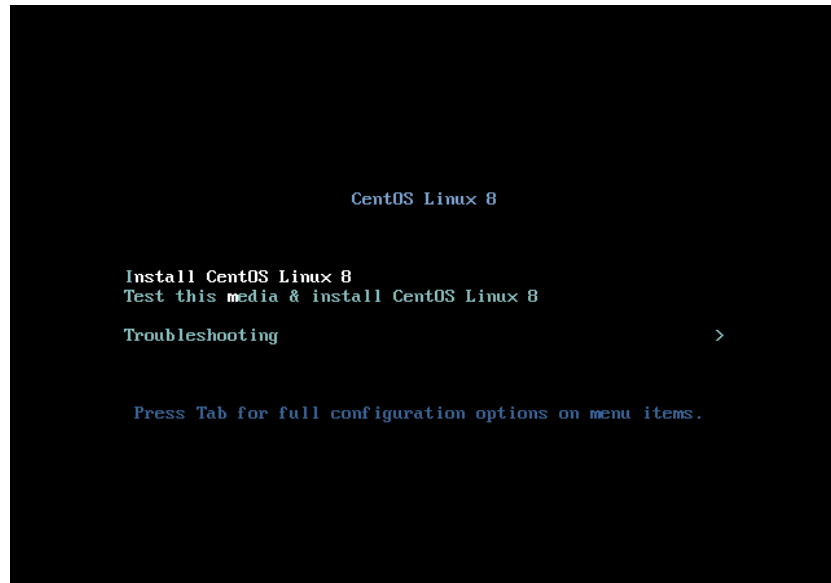 CentOS Linux 8
Install CentOS Linux 8
Test this media & install CentOS Linux 8
Troubleshooting >
Press Tab for full configuration options on menu items.